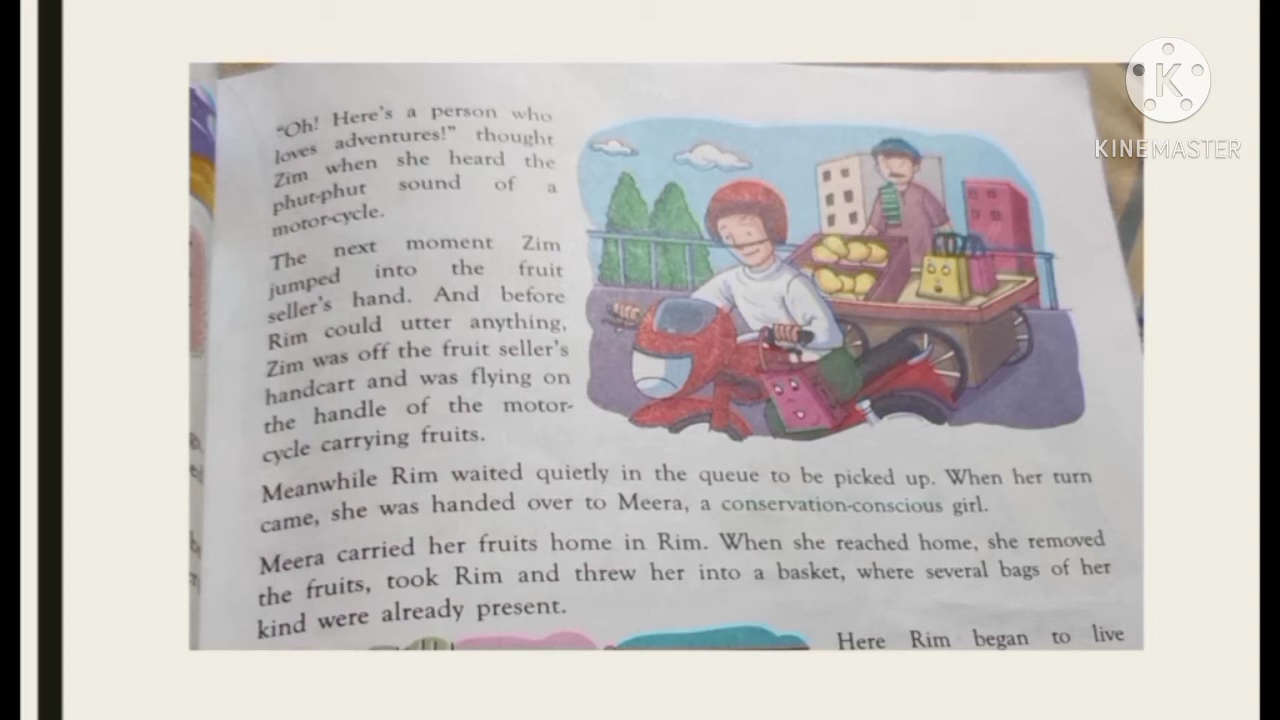 "Oh! Here's a person who
loves adventures!" thought
Zim when she heard the
phut-phut sound of a
motor-cycle.
The next moment Zim
jumped into the fruit
seller's hand. And before
Rim could utter anything,
Zim was off the fruit seller's
handcart and was flying on
the handle of the motor-
cycle carrying fruits.
Meanwhile Rim waited quietly in the queue to be picked up. When her turn
came, she was handed over to Meera, a conservation-conscious girl.
Meera carried her fruits home in Rim. When she reached home, she removed
the fruits, took Rim and threw her into a basket, where several bags of her
kind were already present.
Here Rim began to live
K
KINEMASTER